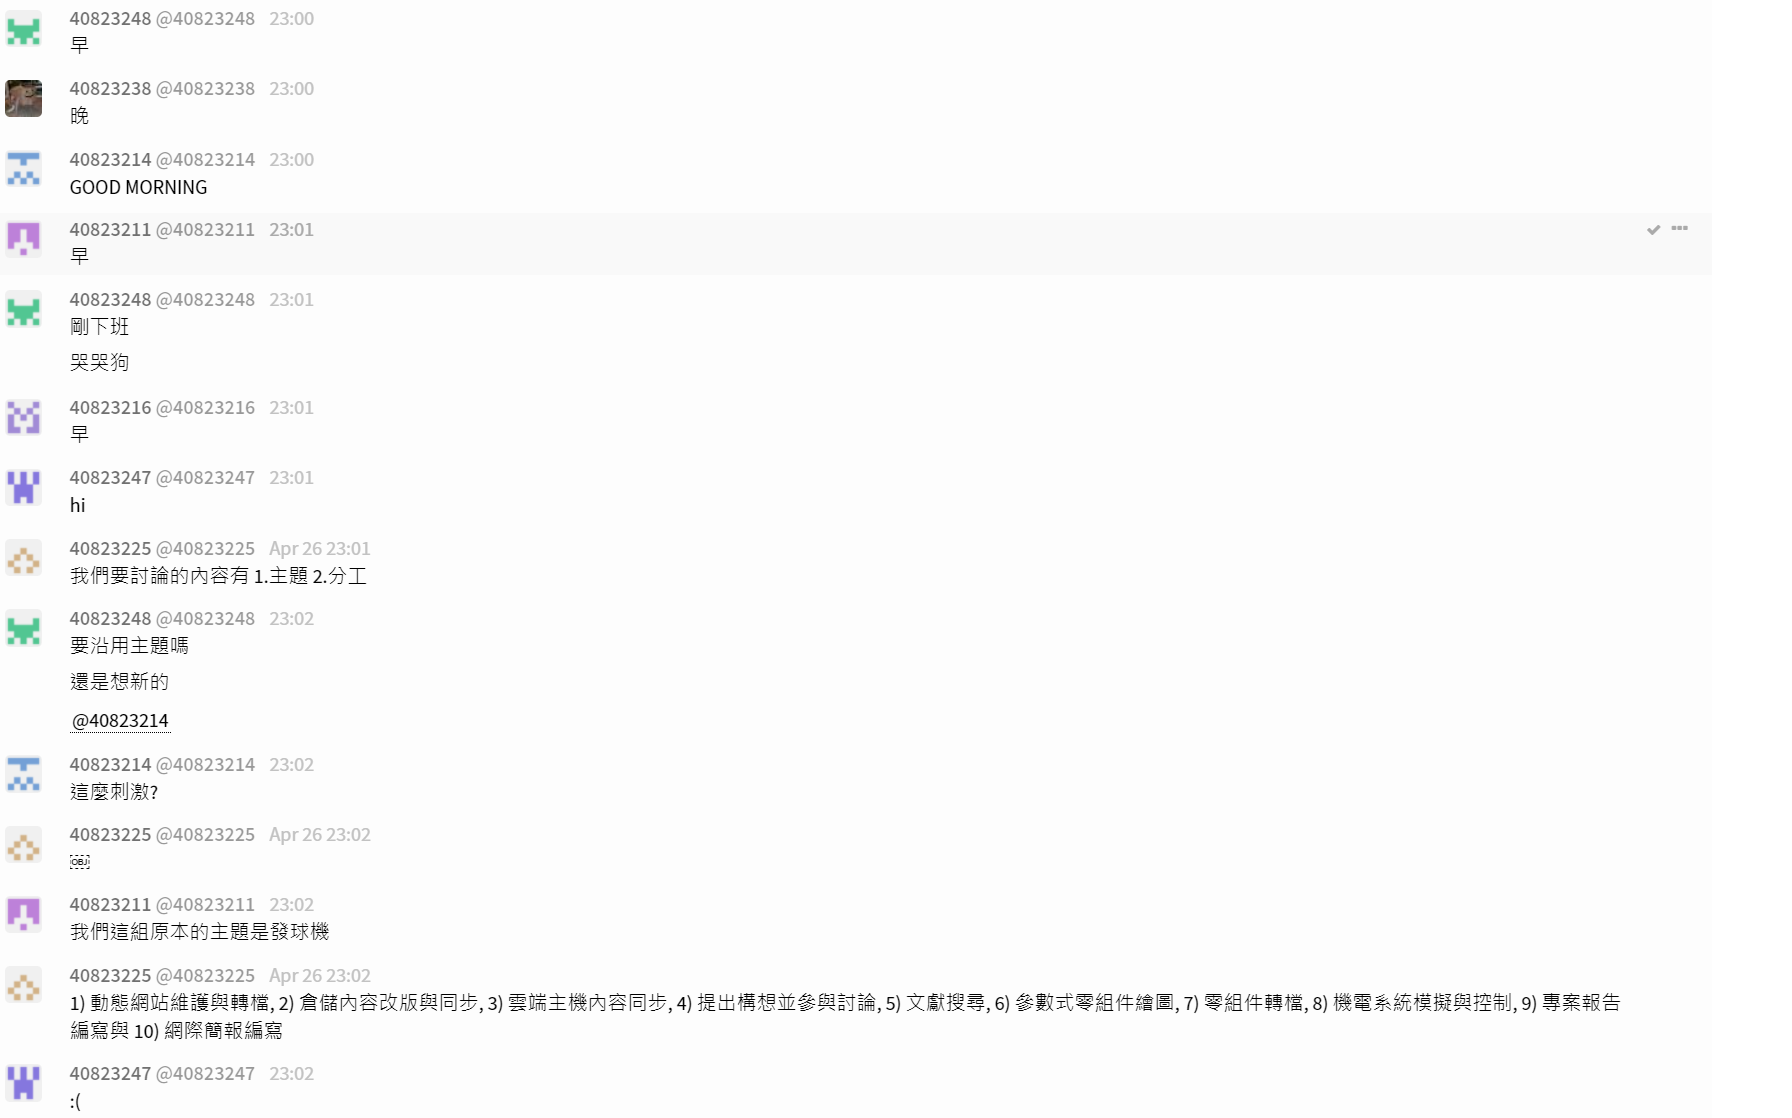 40823248 @40823248 23:00
早
40823238 @40823238 23:00
晚
40823214 @40823214 23:00
GOOD MORNING
40823211 @40823211 23:01
早
40823248 @40823248 23:01
剛下班
哭哭狗
40823216 @40823216 23:01
早
40823247 @40823247 23:01
hi
40823225 @40823225 Apr 26 23:01
我們要討論的內容有 1.主題 2.分工
40823248 @40823248 23:02
要沿用主題嗎
還是想新的
@40823214
40823214 @40823214 23:02
這麼刺激?
40823225 @40823225 Apr 26 23:02
OBJ
40823211 @40823211 23:02
我們這組原本的主題是發球機
40823225 @40823225 Apr 26 23:02
1) 動態網站維護與轉檔, 2) 倉儲內容改版與同步, 3) 雲端主機內容同步, 4) 提出構想並參與討論, 5) 文獻搜尋, 6) 參數式零組件繪圖, 7) 零組件轉檔, 8) 機電系統模擬與控制, 9) 專案報告
編寫與 10) 網際簡報編寫
40823247 @40823247 23:02
:(